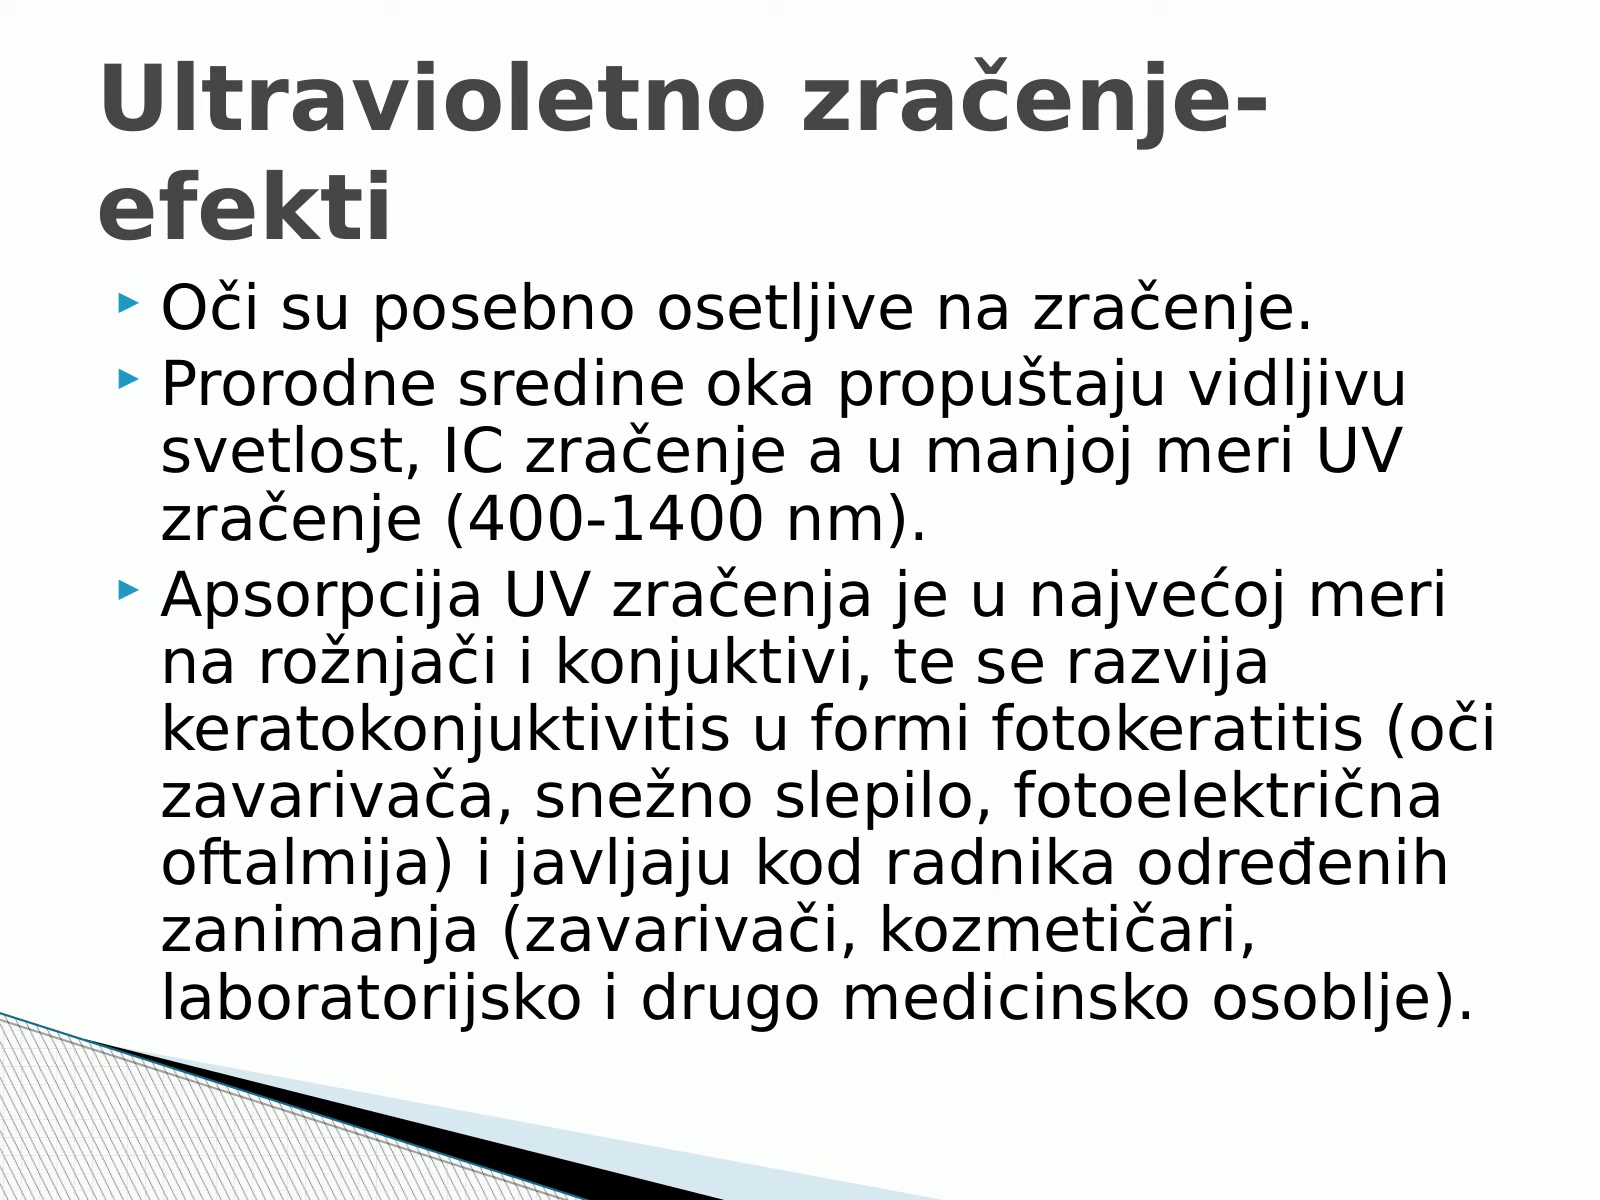 Ultravioletno zračenje-
efekti
Oči su posebno osetljive na zračenje.
Prorodne sredine oka propuštaju vidljivu
svetlost, IC zračenje a u manjoj meri UV
zračenje (400-1400 nm).
Apsorpcija UV zračenja je u najvećoj meri
na rožnjači i konjuktivi, te se razvija
keratokonjuktivitis u formi fotokeratitis (oči
zavarivača, snežno slepilo, fotoelektrična
oftalmija) i javljaju kod radnika određenih
zanimanja (zavarivači, kozmetičari,
laboratorijsko i drugo medicinsko osoblje).